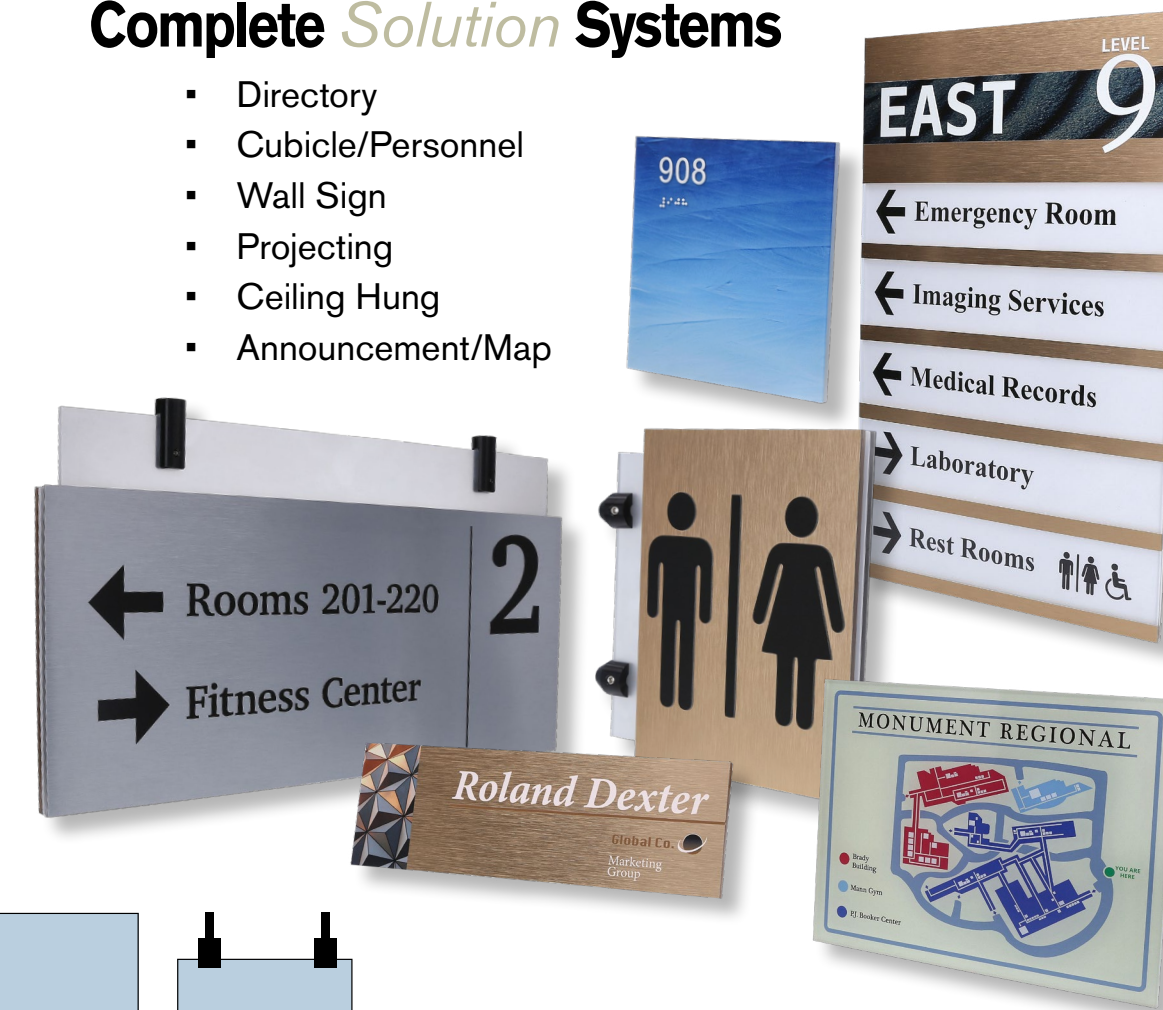 Complete Solution Systems
▪ Directory
▪ Cubicle/Personnel
▪ Wall Sign
▪ Projecting
▪ Ceiling Hung
▪ Announcement/Map
908
LEVEL
EAST 9
Emergency Room
Imaging Services
Medical Records
Laboratory
Rest Rooms
Rooms 201-220
Fitness Center
2
Roland Dexter
Global Co.
Marketing
Group
MONUMENT REGIONAL
Brady
Building
Mann Gym
P.J. Booker Center
YOU ARE
HERE